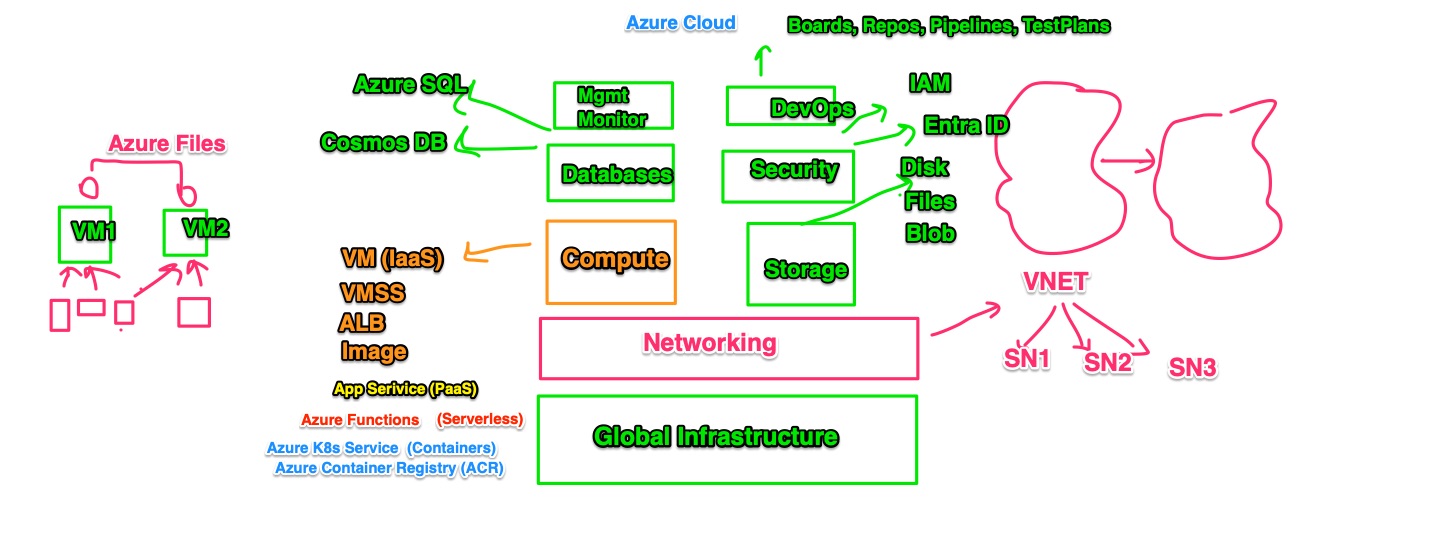 Azure Cloud
Boards, Repos, Pipelines, TestPlans
Azure SQL
Mgmt
Monitor
DevOps
IAM
Entra ID
Cosmos DB
Azure Files
Databases
Security
Disk
Files
Blob
VM1
VM2
VM (IaaS)
VMSS
ALB
Image
Compute
Storage
VNET
Networking
SN1
SN2
SN3
App Serivice (PaaS)
Azure Functions (Serverless)
Azure K8s Service (Containers)
Azure Container Registry (ACR)
Global Infrastructure